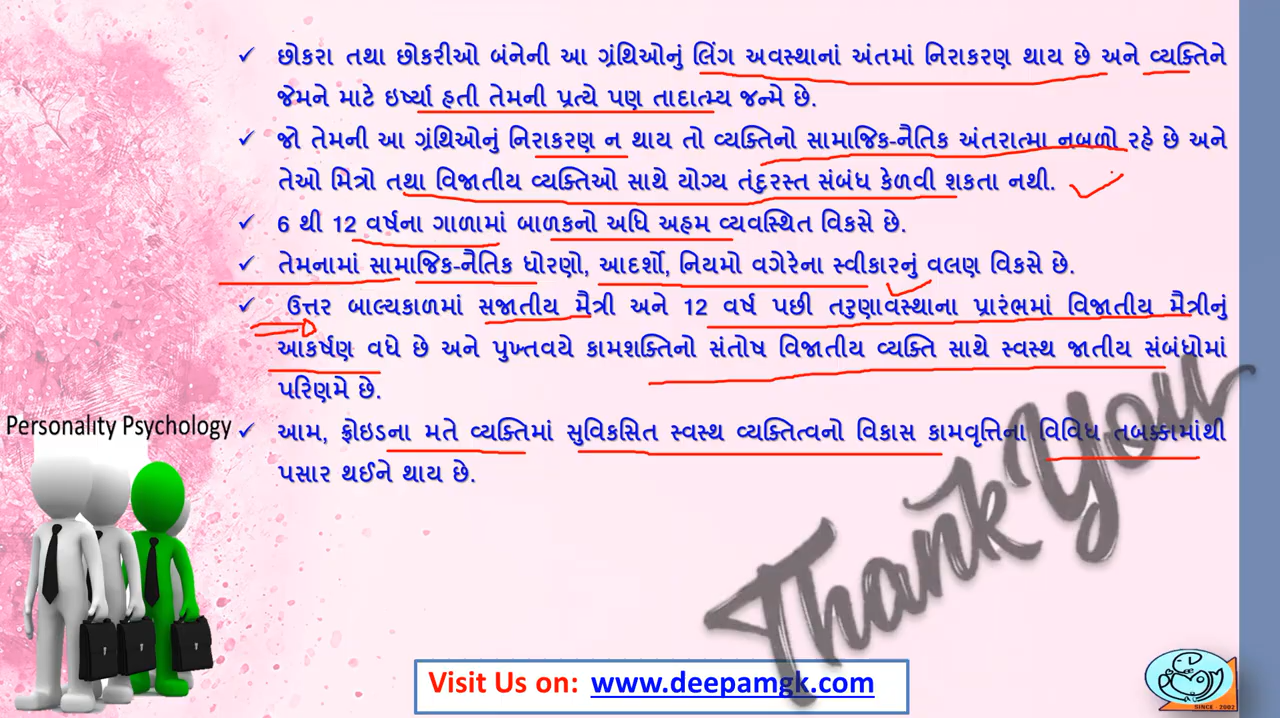 ✓ છોકરા તથા છોકરીઓ બંનેની આ ગ્રંથિઓનું લિંગ અવસ્થાનાં અંતમાં નિરાકરણ થાય છે અને વ્યક્તિને
જેમને માટે ઇર્ષ્યા હતી તેમની પ્રત્યે પણ તાદાત્મ્ય જન્મે છે.
✓ જો તેમની આ ગ્રંથિઓનું નિરાકરણ ન થાય તો વ્યક્તિનો સામાજિક-નૈતિક અંતરાત્મા નબળો રહે છે અને
તેઓ મિત્રો તથા વિજાતીય વ્યક્તિઓ સાથે યોગ્ય તંદુરસ્ત સંબંધ કેળવી શકતા નથી.
✓ 6 થી 12 વર્ષના ગાળામાં બાળકનો અધિ અહમ વ્યવસ્થિત વિકસે છે.
✓ તેમનામાં સામાજિક-નૈતિક ધોરણો, આદર્શો, નિયમો વગેરેના સ્વીકારનું વલણ વિકસે છે.
✓ ઉત્તર બાલ્યકાળમાં સજાતીય મૈત્રી અને 12 વર્ષ પછી તરુણાવસ્થાના પ્રારંભમાં વિજાતીય મૈત્રીનું
આકર્ષણ વધે છે અને પુખ્તવયે કામશક્તિનો સંતોષ વિજાતીય વ્યક્તિ સાથે સ્વસ્થ જાતીય સંબંધોમાં
પરિણમે છે.
✓ આમ, ફ્રોઇડના મતે વ્યક્તિમાં સુવિકસિત સ્વસ્થ વ્યક્તિત્વનો વિકાસ કામવૃત્તિના વિવિધ તબક્કામાંથી
પસાર થઈને થાય છે.
Personality Psychology
Thank You
Visit Us on: www.deepamgk.com
SINCE - 2002